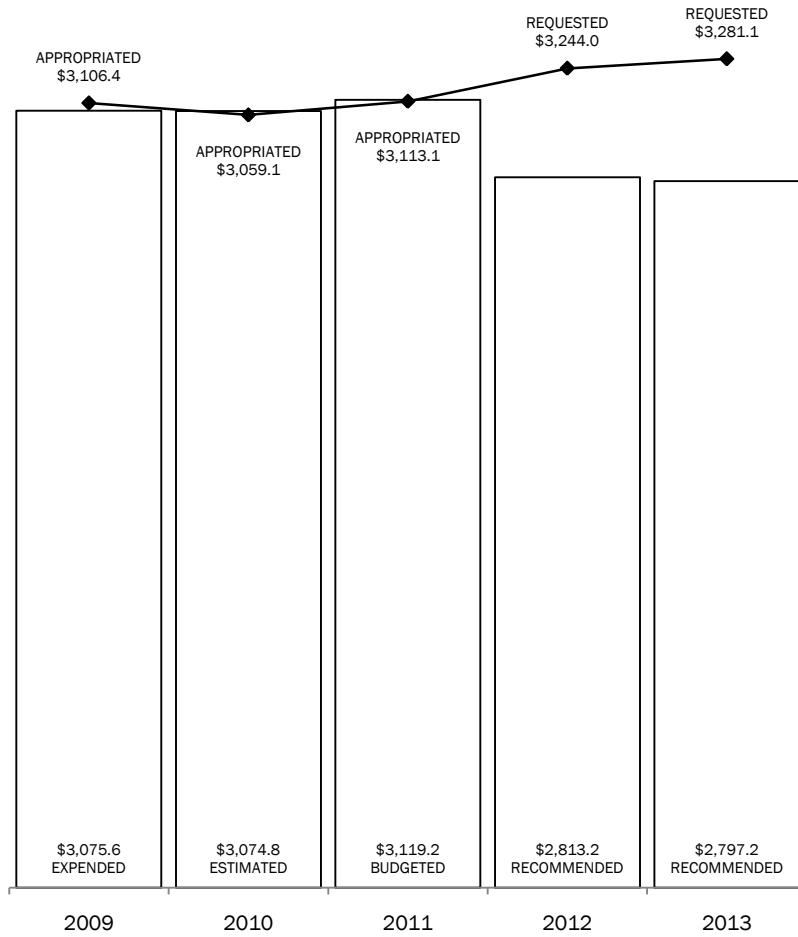 REQUESTED
$3,281.1
REQUESTED
$3,244.0
APPROPRIATED
$3,106.4
APPROPRIATED
$3,059.1
APPROPRIATED
$3,113.1
$3,075.6
EXPENDED
$3,074.8
ESTIMATED
$3,119.2
BUDGETED
$2,813.2
RECOMMENDED
$2,797.2
RECOMMENDED
2009
2010
2011
2012
2013